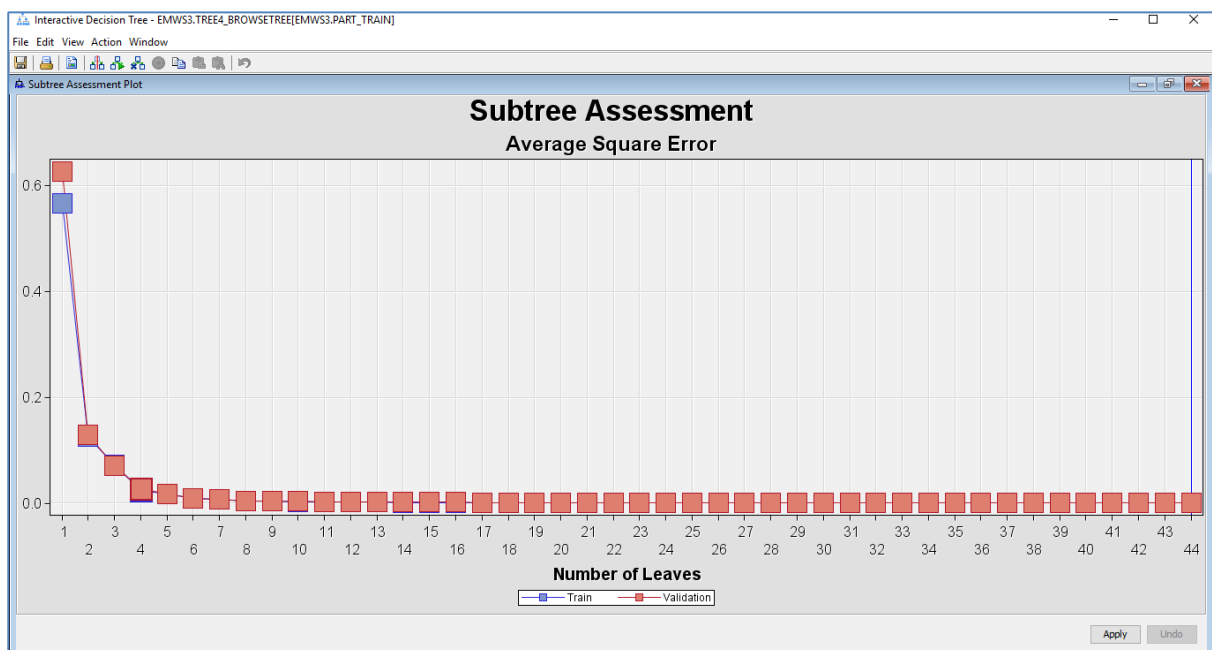 Interactive Decision Tree - EMWS3.TREE4_BROWSETREE[EMWS3.PART_TRAIN]
File Edit View Action Window
Subtree Assessment Plot
Subtree Assessment
Average Square Error
0.6
0.4
0.2
0.0
1 3 5 7 9 11 13 15 17 19 21 23 25 27 29 31 33 35 37 39 41 43
2 4 6 8 10 12 14 16 18 20 22 24 26 28 30 32 34 36 38 40 42 44
Number of Leaves
Train Validation
Apply Undo